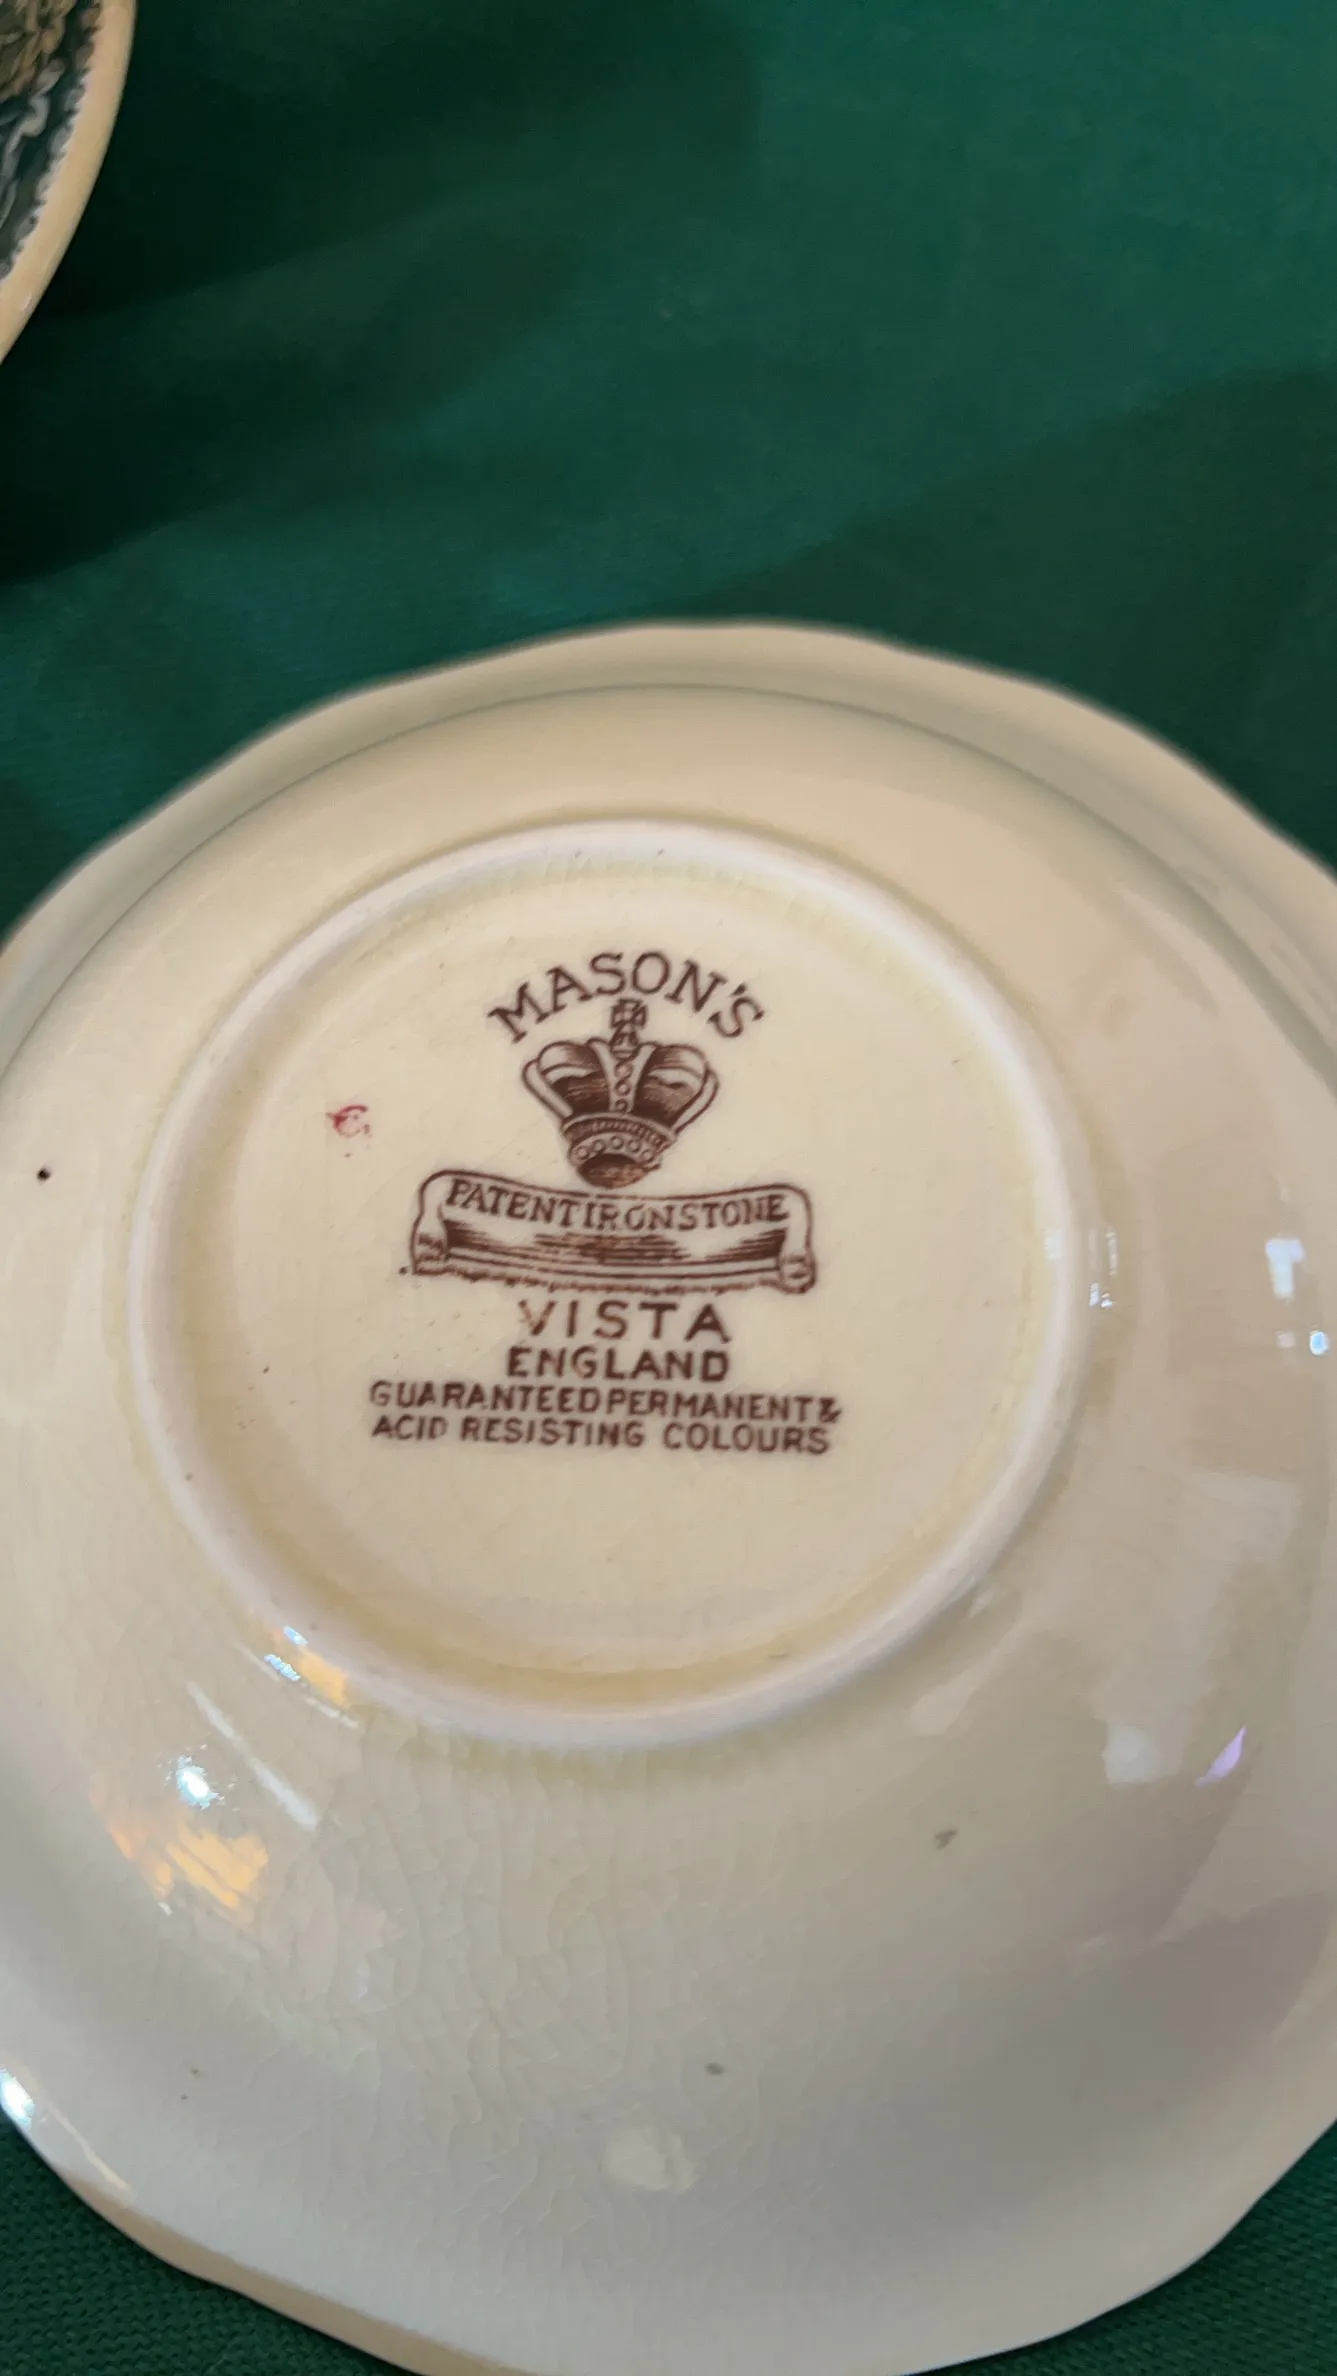 MASON'S
PATENT IRONSTONE
VISTA
ENGLAND
GUARANTEED PERMANENT &
ACID RESISTING COLOURS